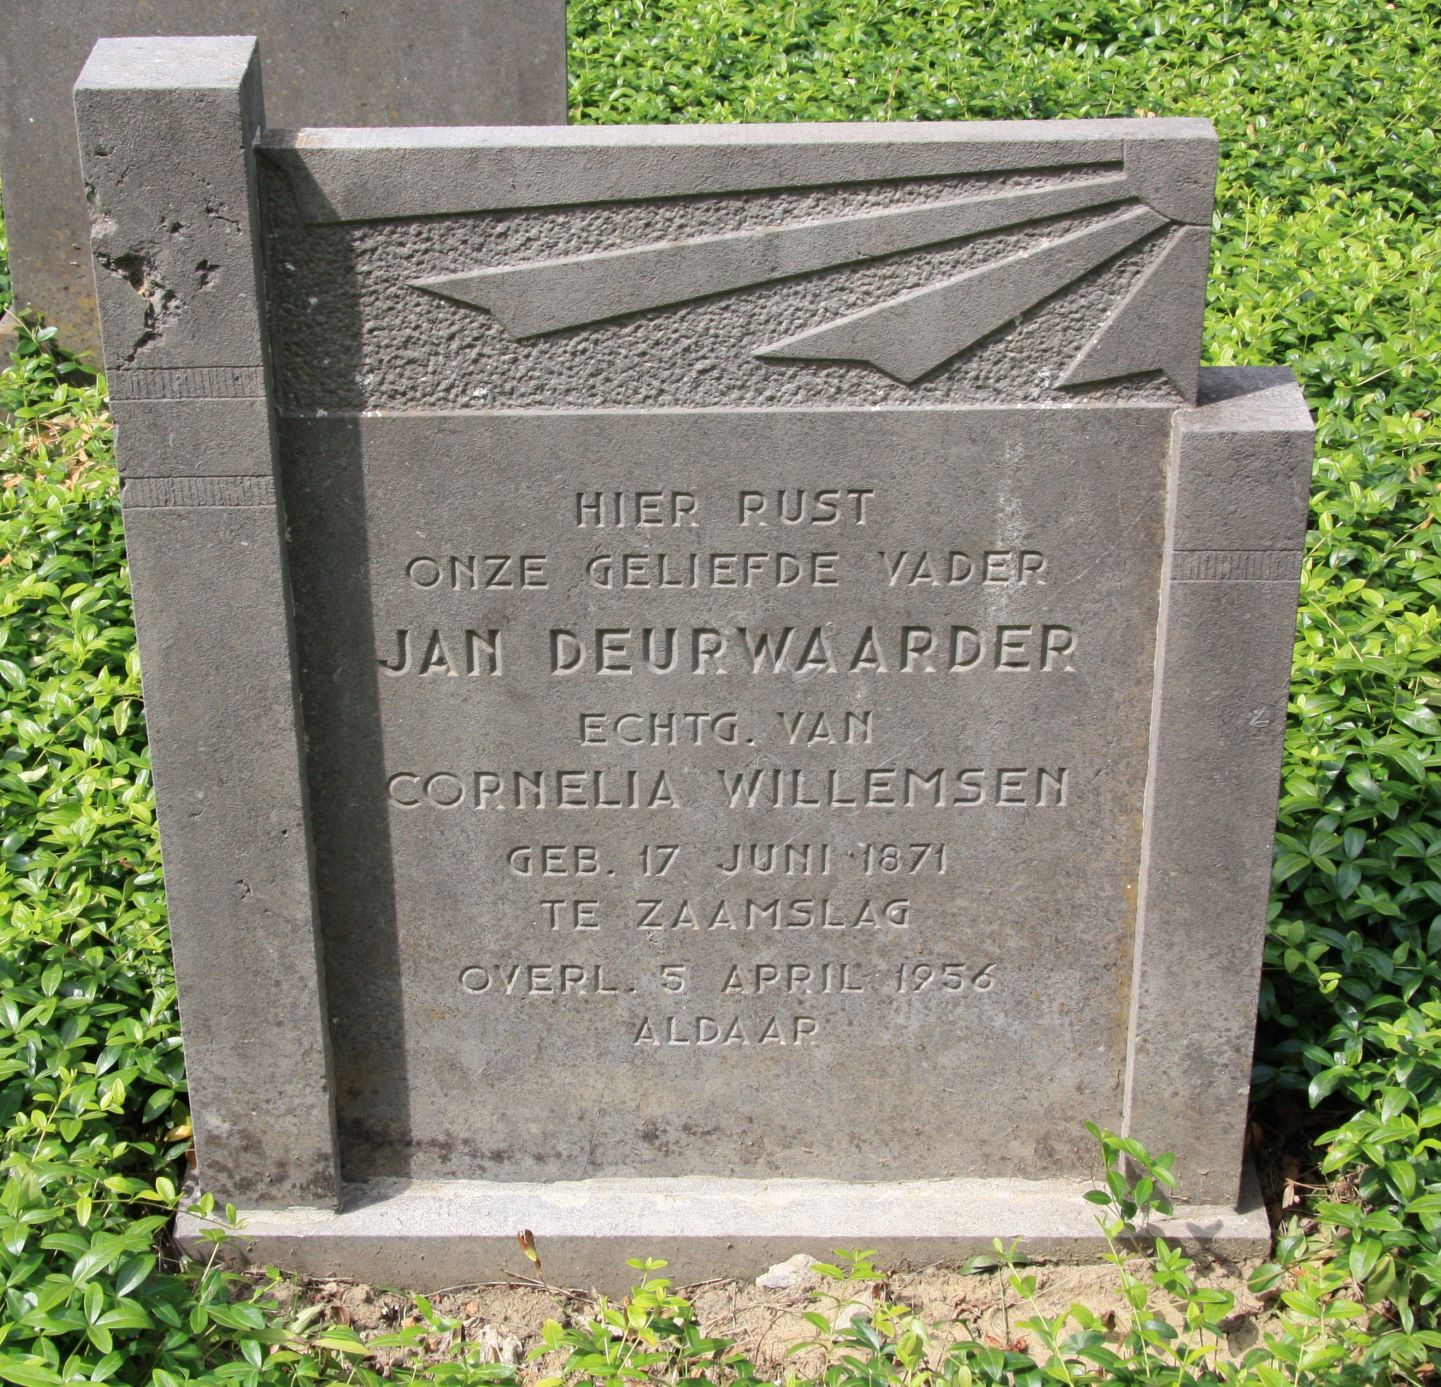 HIER RUST
ONZE GELIEFDE VADER
JAN DEURWAARDER
ECHTG. VAN
CORNELIA WILLEMSEN
GEB. 17 JUNI 1871
TE ZAAMSLAG
OVERL. 5 APRIL 1956
ALDAAR